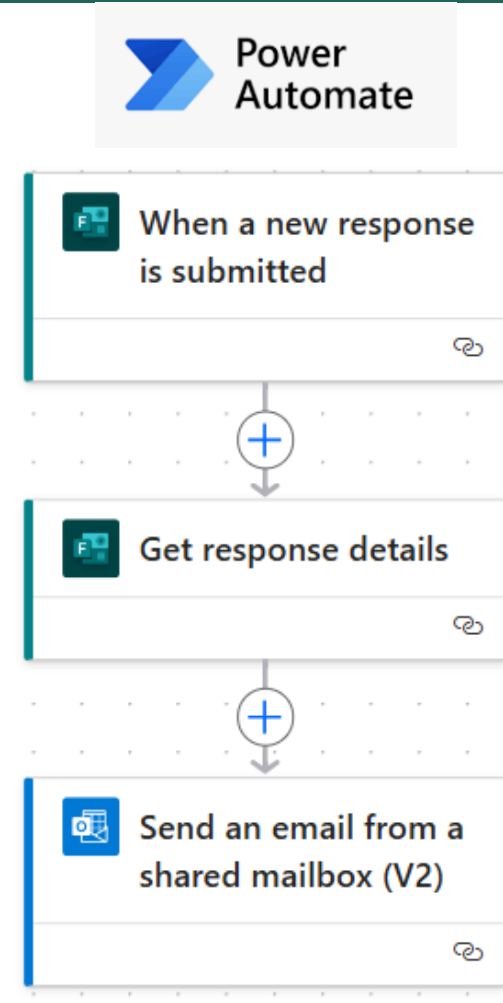 Power
Automate
When a new response
is submitted
Get response details
Send an email from a
shared mailbox (V2)